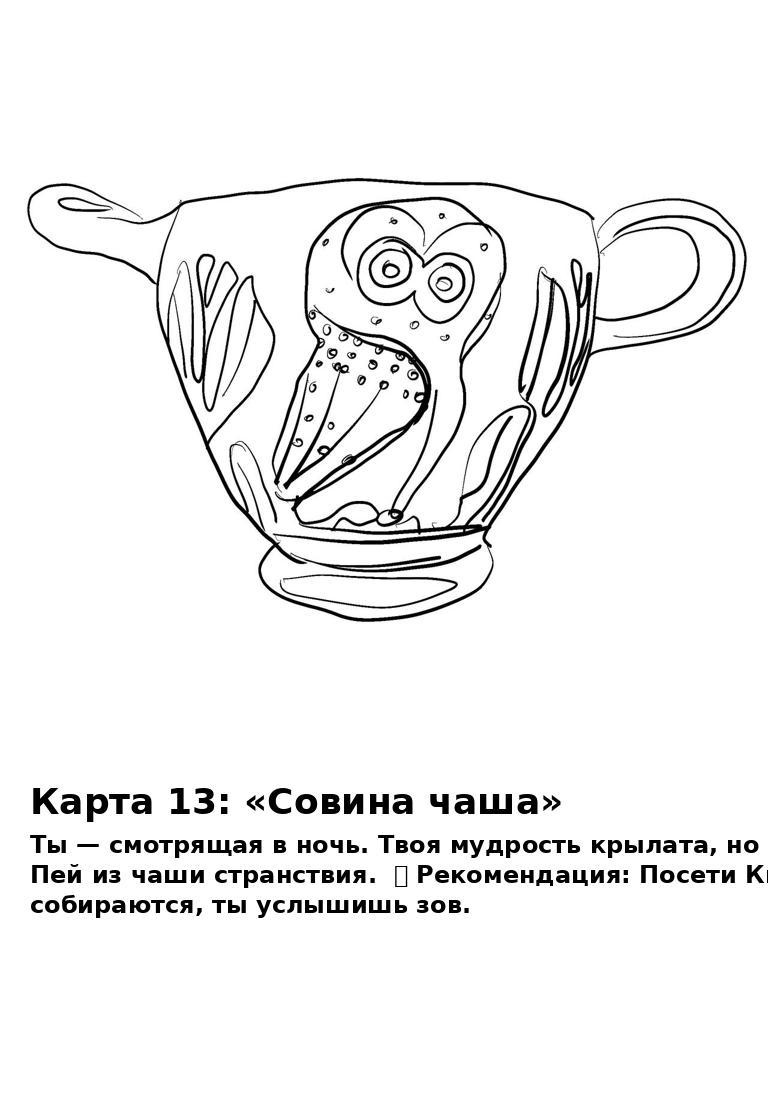 Карта 13: «Совина чаша»
Ты — смотрящая в ночь. Твоя мудрость крылата, но
Пей из чаши странствия. Рекомендация: Посети
собираются, ты услышишь зов.